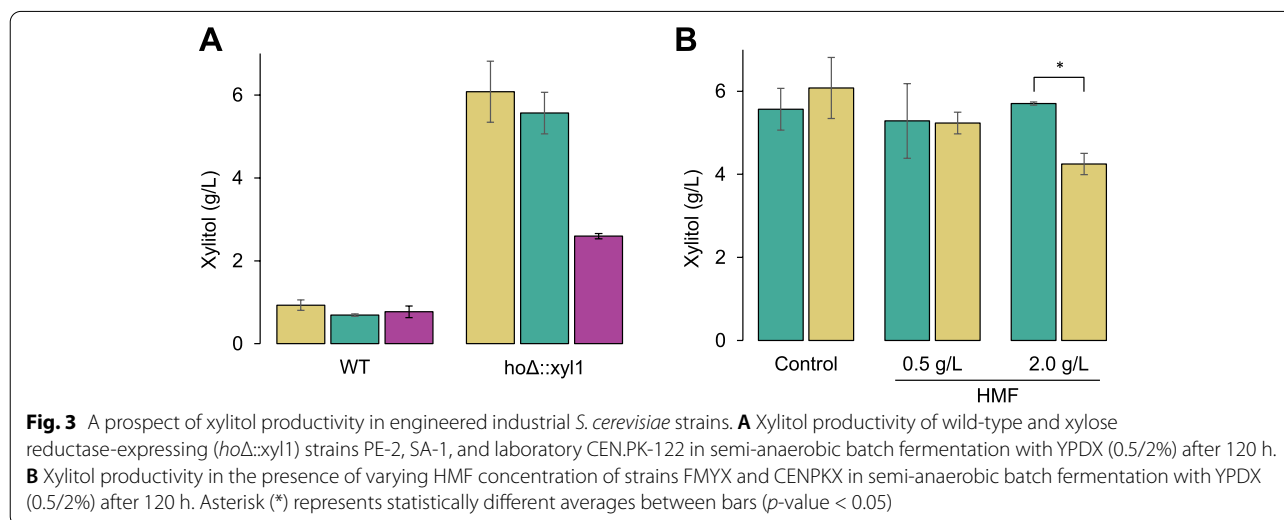 A
B
Xylitol (g/L)
6
4
2
0
WT
hoΔ::xyl1
Xylitol (g/L)
6
4
2
0
*
Control
0.5 g/L
2.0 g/L
HMF
Fig. 3 A prospect of xylitol productivity in engineered industrial S. cerevisiae strains. A Xylitol productivity of wild-type and xylose
reductase-expressing (hoΔ::xyl1) strains PE-2, SA-1, and laboratory CEN.PK-122 in semi-anaerobic batch fermentation with YPDX (0.5/2%) after 120 h.
B Xylitol productivity in the presence of varying HMF concentration of strains FMYX and CENPKX in semi-anaerobic batch fermentation with YPDX
(0.5/2%) after 120 h. Asterisk (*) represents statistically different averages between bars (p-value < 0.05)